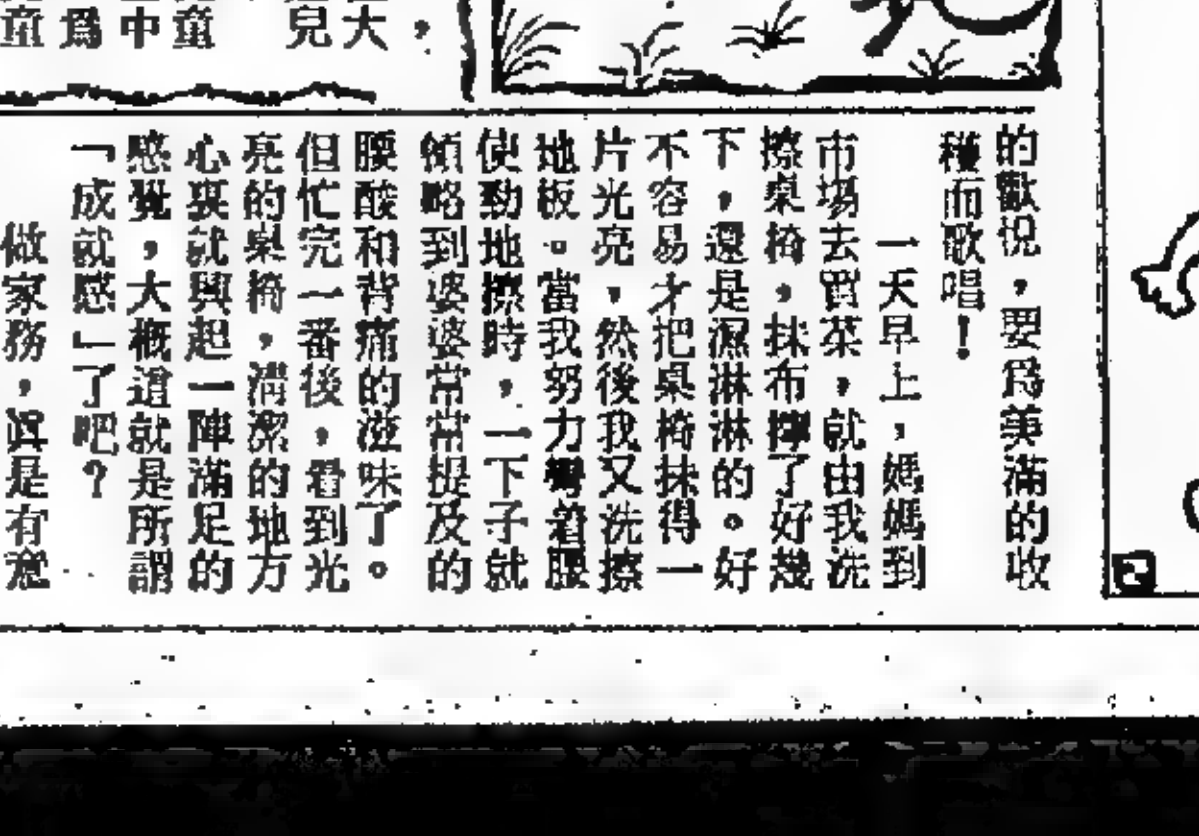 大，
兒
童
中
爲
童
的歡悅，要爲美滿的收
穫而歌唱！
一天早上，媽媽到
市場去買菜，就由我洗
擦桌椅，抹布擰了好幾
下，還是濕淋淋的。好
不容易才把桌椅抹得一
片光亮，然後我又洗擦
地板。當我努力彎着腰
使勁地擦時，一下子就
領略到婆婆常常提及的
腰酸和背痛的滋味了。
但忙完一番後，看到光
亮的桌椅，清潔的地方
心裏就興起一陣滿足的
感覺，大概這就是所謂
「成就感」了吧？
做家務，眞是有意